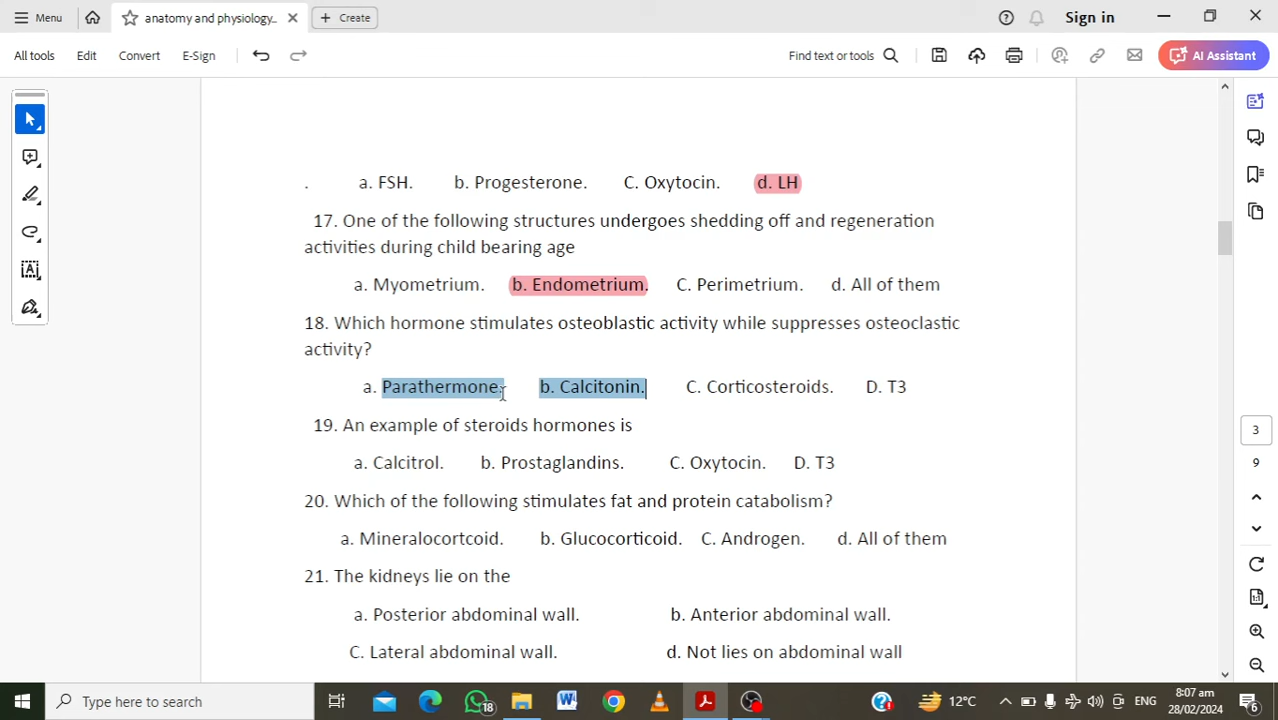 Menu
anatomy and physiology...
Create
Sign in
All tools
Edit
Convert
E-Sign
Find text or tools
AI Assistant
. a. FSH. b. Progesterone. C. Oxytocin. d. LH
17. One of the following structures undergoes shedding off and regeneration
activities during child bearing age
a. Myometrium. b. Endometrium. C. Perimetrium. d. All of them
18. Which hormone stimulates osteoblastic activity while suppresses osteoclastic
activity?
a. Parathermone. b. Calcitonin. C. Corticosteroids. D. T3
19. An example of steroids hormones is
a. Calcitrol. b. Prostaglandins. C. Oxytocin. D. T3
20. Which of the following stimulates fat and protein catabolism?
a. Mineralocortcoid. b. Glucocorticoid. C. Androgen. d. All of them
21. The kidneys lie on the
a. Posterior abdominal wall. b. Anterior abdominal wall.
C. Lateral abdominal wall. d. Not lies on abdominal wall
3
9
1:1
Type here to search
18
12°C
ENG
8:07 am
28/02/2024
6